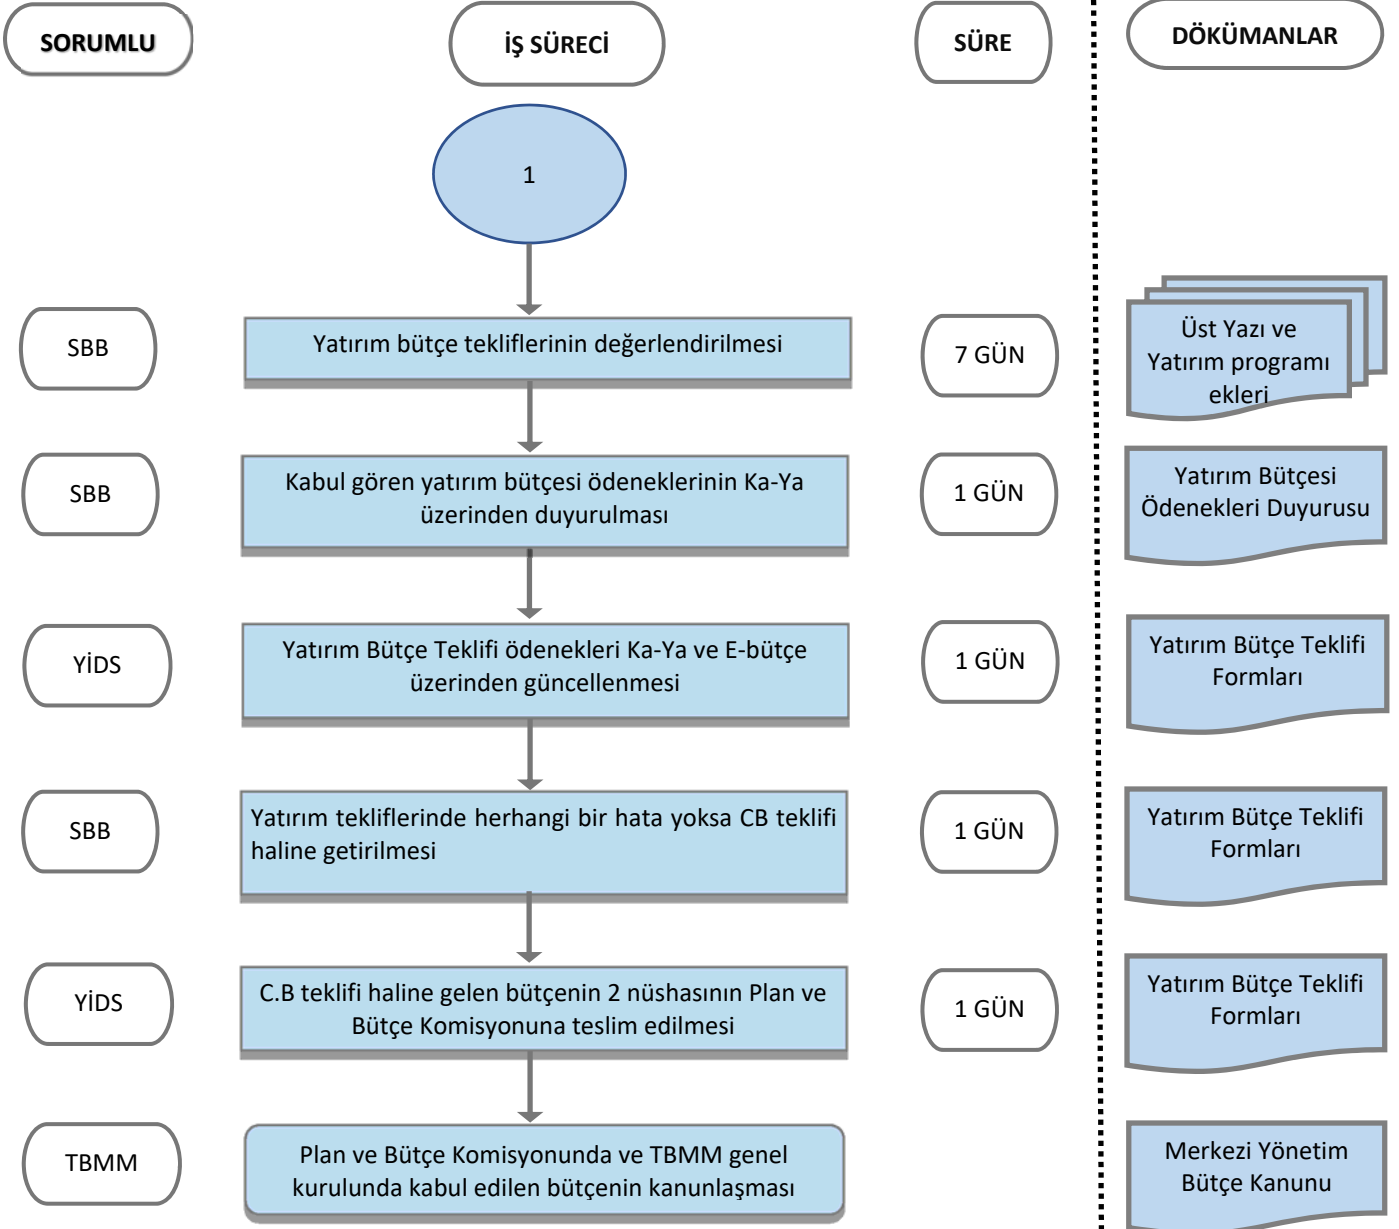 SORUMLU
İŞ SÜRECİ
SÜRE
DÖKÜMANLAR
1
SBB
Yatırım bütçe tekliflerinin değerlendirilmesi
7 GÜN
Üst Yazı ve
Yatırım programı
ekleri
SBB
Kabul gören yatırım bütçesi ödeneklerinin Ka-Ya
üzerinden duyurulması
1 GÜN
Yatırım Bütçesi
Ödenekleri Duyurusu
YİDS
Yatırım Bütçe Teklifi ödenekleri Ka-Ya ve E-bütçe
üzerinden güncellenmesi
1 GÜN
Yatırım Bütçe Teklifi
Formları
SBB
Yatırım tekliflerinde herhangi bir hata yoksa CB teklifi
haline getirilmesi
1 GÜN
Yatırım Bütçe Teklifi
Formları
YİDS
C.B teklifi haline gelen bütçenin 2 nüshasının Plan ve
Bütçe Komisyonuna teslim edilmesi
1 GÜN
Yatırım Bütçe Teklifi
Formları
TBMM
Plan ve Bütçe Komisyonunda ve TBMM genel
kurulunda kabul edilen bütçenin kanunlaşması
Merkezi Yönetim
Bütçe Kanunu